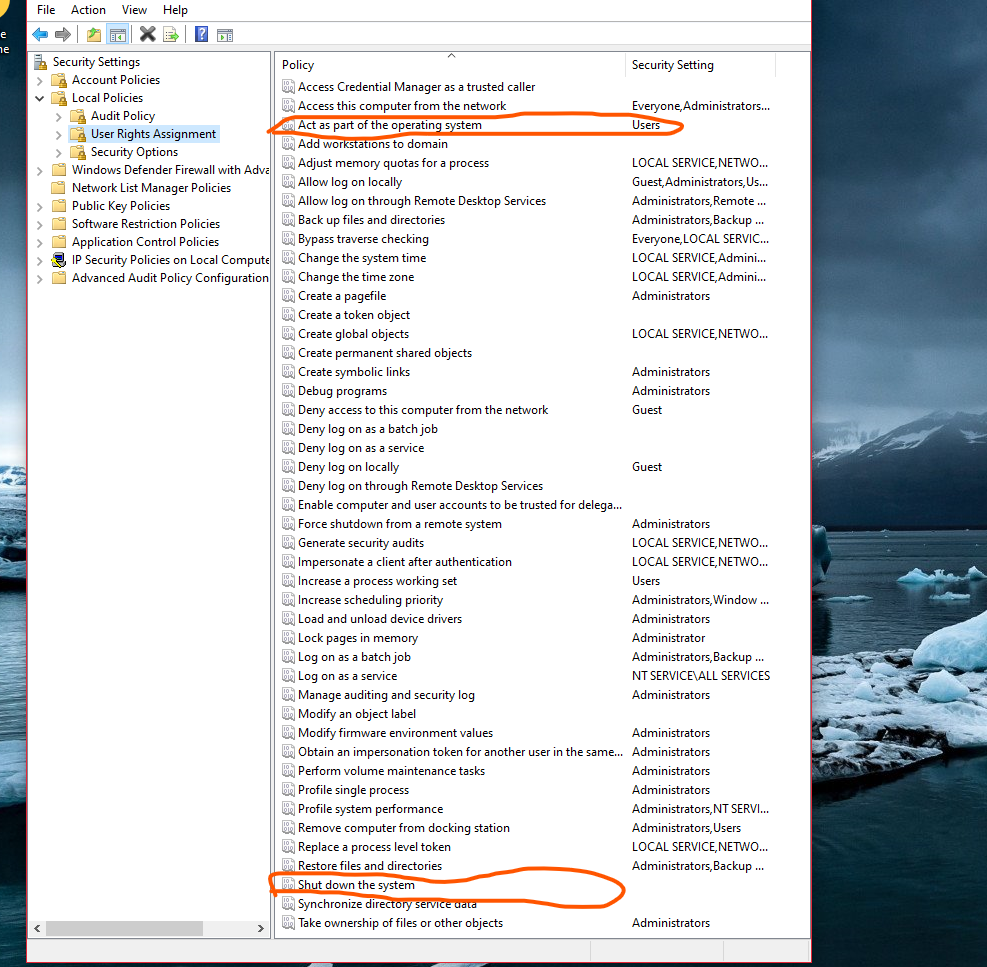 e
ne
File Action View Help
Security Settings
Account Policies
Local Policies
Audit Policy
User Rights Assignment
Security Options
Windows Defender Firewall with Adva
Network List Manager Policies
Public Key Policies
Software Restriction Policies
Application Control Policies
IP Security Policies on Local Compute
Advanced Audit Policy Configuration
Policy Security Setting
Access Credential Manager as a trusted caller
Access this computer from the network Everyone,Administrators...
Act as part of the operating system Users
Add workstations to domain
Adjust memory quotas for a process LOCAL SERVICE,NETWO...
Allow log on locally Guest,Administrators,Us...
Allow log on through Remote Desktop Services Administrators,Remote ...
Back up files and directories Administrators,Backup ...
Bypass traverse checking Everyone,LOCAL SERVIC...
Change the system time LOCAL SERVICE,Admini...
Change the time zone LOCAL SERVICE,Admini...
Create a pagefile Administrators
Create a token object
Create global objects LOCAL SERVICE,NETWO...
Create permanent shared objects
Create symbolic links Administrators
Debug programs Administrators
Deny access to this computer from the network Guest
Deny log on as a batch job
Deny log on as a service
Deny log on locally Guest
Deny log on through Remote Desktop Services
Enable computer and user accounts to be trusted for delega...
Force shutdown from a remote system Administrators
Generate security audits LOCAL SERVICE,NETWO...
Impersonate a client after authentication LOCAL SERVICE,NETWO...
Increase a process working set Users
Increase scheduling priority Administrators,Window ...
Load and unload device drivers Administrators
Lock pages in memory Administrator
Log on as a batch job Administrators,Backup ...
Log on as a service NT SERVICE\ALL SERVICES
Manage auditing and security log Administrators
Modify an object label
Modify firmware environment values Administrators
Obtain an impersonation token for another user in the same... Administrators
Perform volume maintenance tasks Administrators
Profile single process Administrators
Profile system performance Administrators,NT SERVI...
Remove computer from docking station Administrators,Users
Replace a process level token LOCAL SERVICE,NETWO...
Restore files and directories Administrators,Backup ...
Shut down the system
Synchronize directory service data
Take ownership of files or other objects Administrators